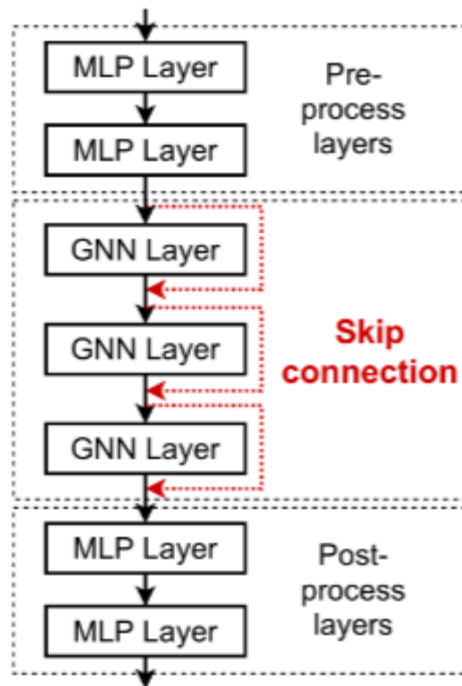 MLP Layer
Pre-
process
layers
MLP Layer
GNN Layer
GNN Layer
Skip
connection
GNN Layer
MLP Layer
Post-
process
layers
MLP Layer